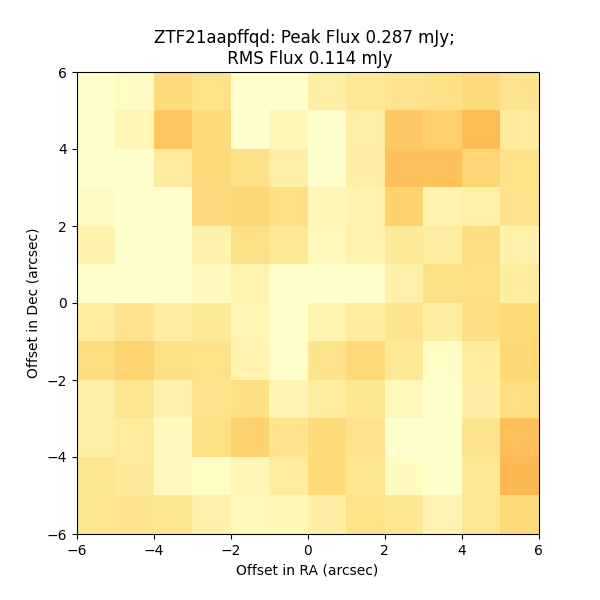 ZTF21aapffqd: Peak Flux 0.287 mJy;
RMS Flux 0.114 mJy
6
4
2
0
−2
−4
−6
Offset in Dec (arcsec)
−6 −4 −2 0 2 4 6
Offset in RA (arcsec)